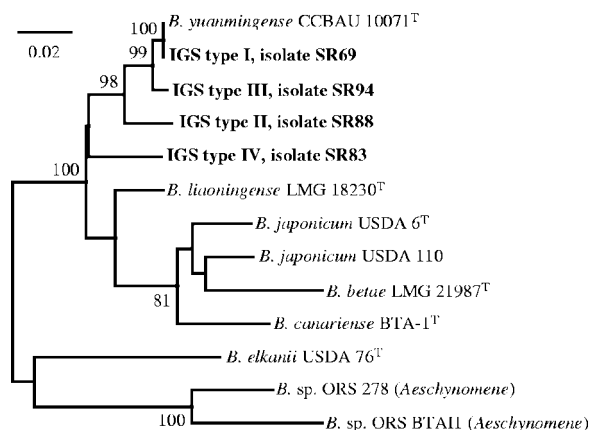 B. yuanmingense CCBAU 10071T
100
0.02
IGS type I, isolate SR69
99
98
IGS type III, isolate SR94
IGS type II, isolate SR88
IGS type IV, isolate SR83
100
B. liaoningense LMG 18230T
B. japonicum USDA 6T
B. japonicum USDA 110
B. betae LMG 21987T
81
B. canariense BTA-1T
B. elkanii USDA 76T
B. sp. ORS 278 (Aeschynomene)
100
B. sp. ORS BTAI1 (Aeschynomene)